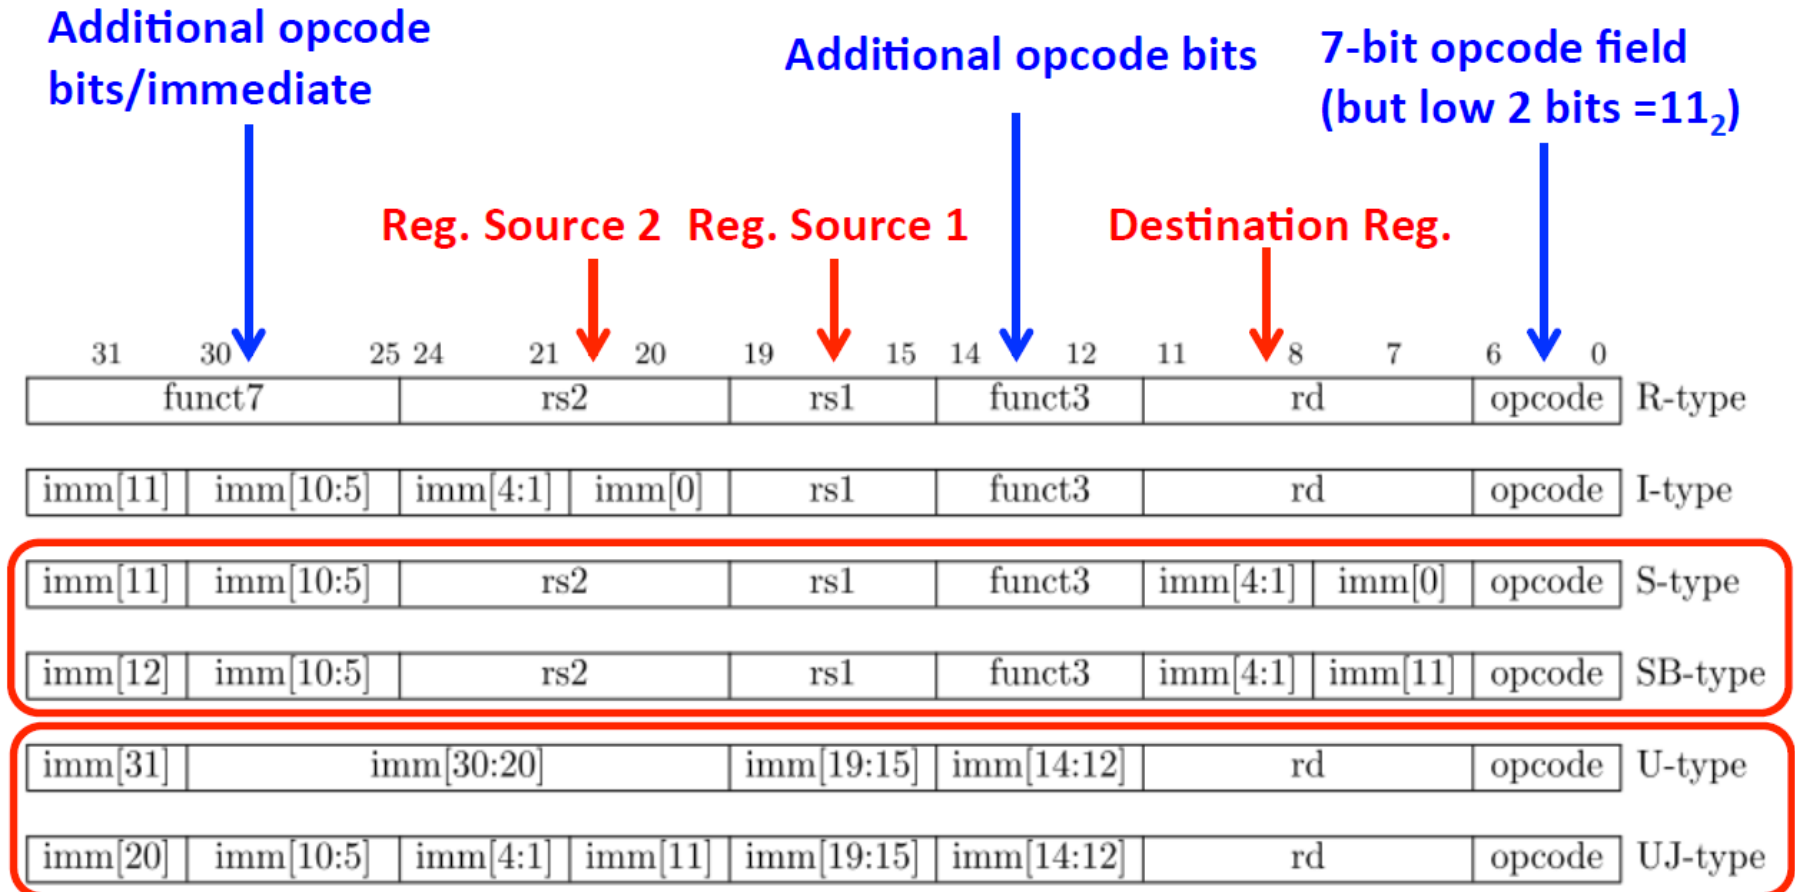 Additional opcode
bits/immediate
Additional opcode bits
7-bit opcode field
(but low 2 bits =11₂)
Reg. Source 2 Reg. Source 1 Destination Reg.
31 30 25 24 21 20 19 15 14 12 11 8 7 6 0
funct7 rs2 rs1 funct3 rd opcode R-type
imm[11] imm[10:5] imm[4:1] imm[0] rs1 funct3 rd opcode I-type
imm[11] imm[10:5] rs2 rs1 funct3 imm[4:1] imm[0] opcode S-type
imm[12] imm[10:5] rs2 rs1 funct3 imm[4:1] imm[11] opcode SB-type
imm[31] imm[30:20] imm[19:15] imm[14:12] rd opcode U-type
imm[20] imm[10:5] imm[4:1] imm[11] imm[19:15] imm[14:12] rd opcode UJ-type